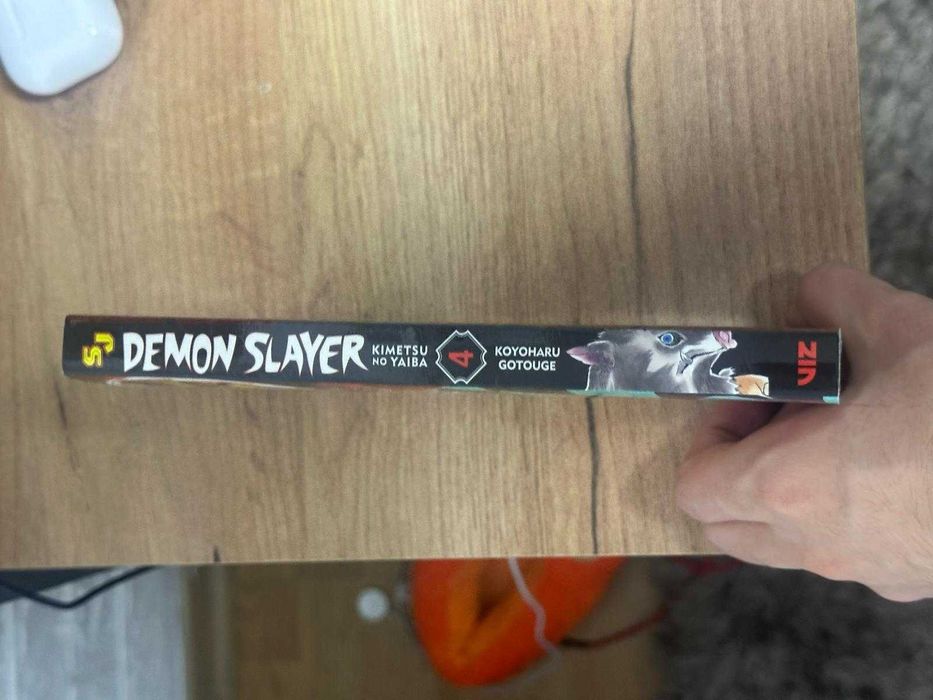 SJ
DEMON SLAYER
KIMETSU
NO YAIBA
4
KOYOHARU
GOTOUGE
VIZ